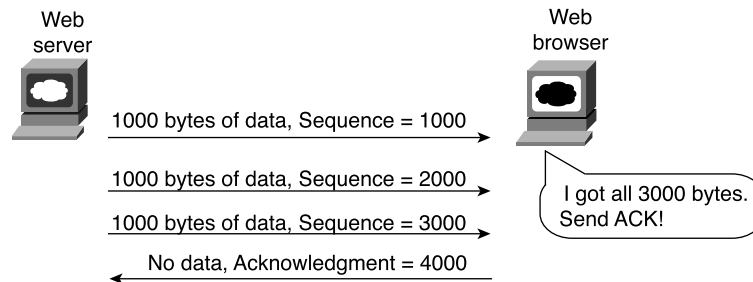 Web
server
Web
browser
1000 bytes of data, Sequence = 1000
1000 bytes of data, Sequence = 2000
1000 bytes of data, Sequence = 3000
No data, Acknowledgment = 4000
I got all 3000 bytes.
Send ACK!